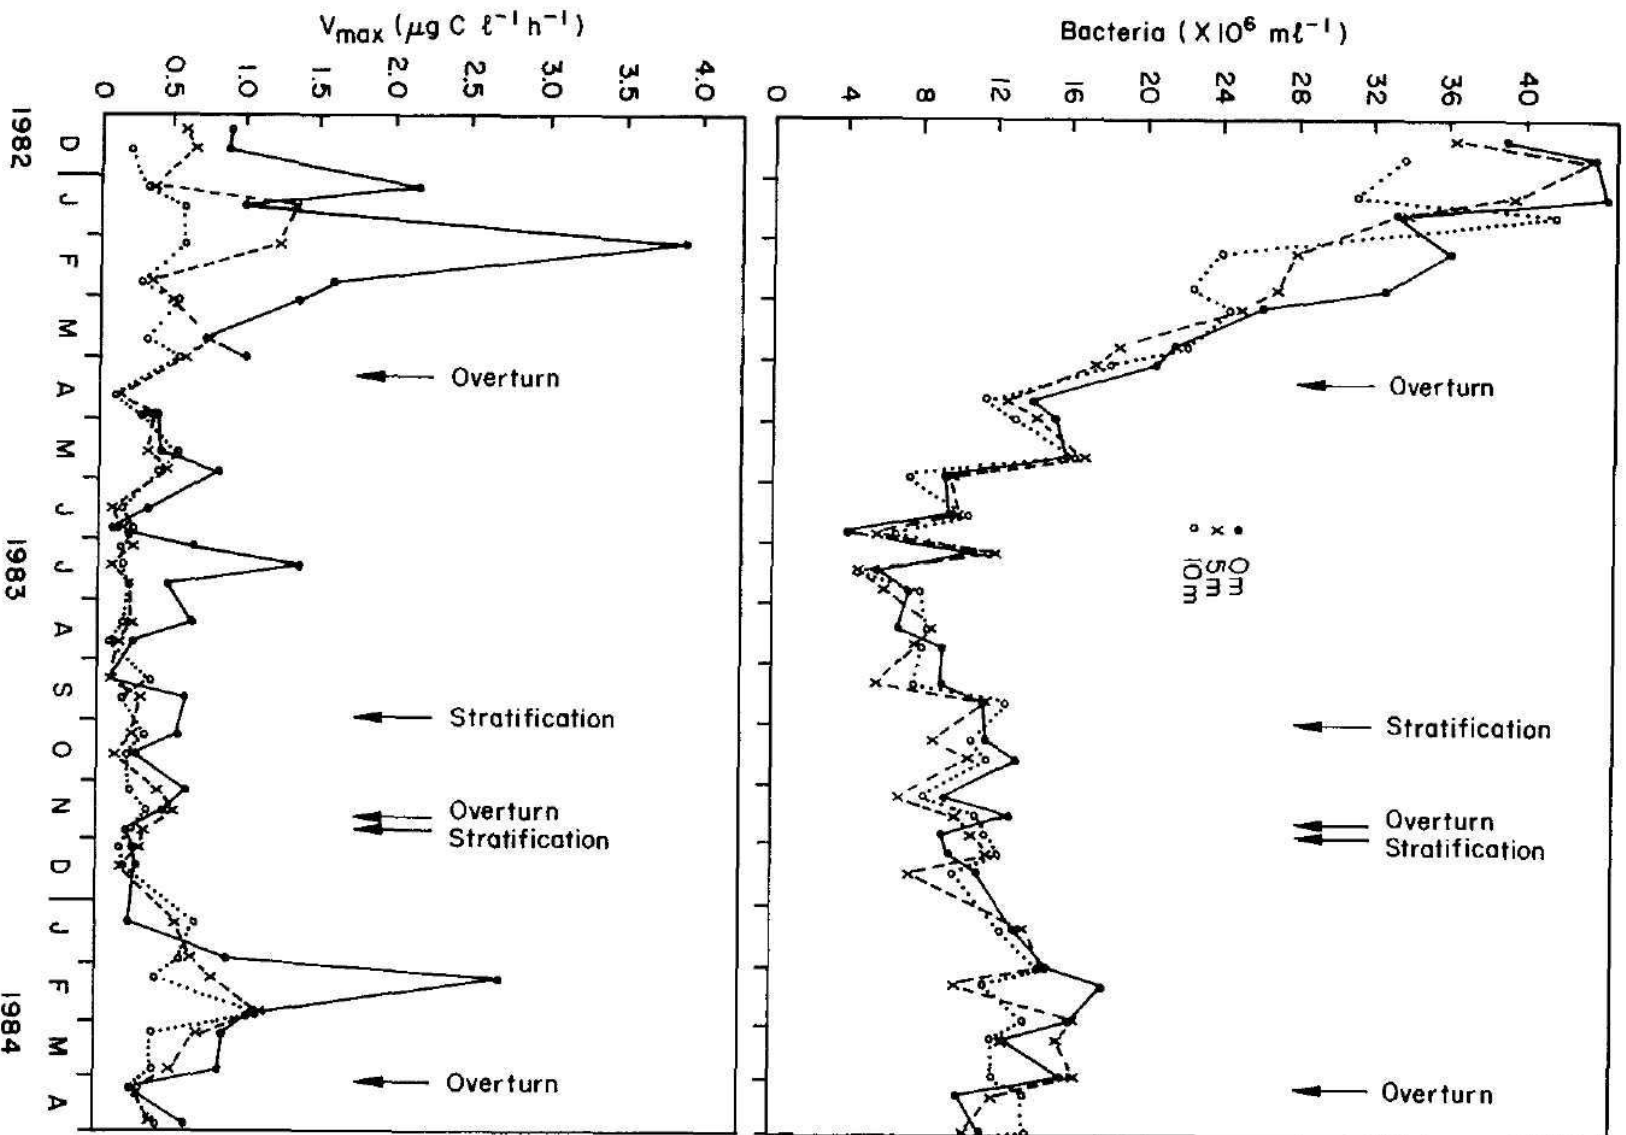 Vmax (μg C ℓ⁻¹ h⁻¹)
0 0.5 1.0 1.5 2.0 2.5 3.0 3.5 4.0
1982
D
J
F
M
A
M
J
J
A
S
O
N
D
J
F
M
A
1983
1984
Overturn
Stratification
Overturn
Stratification
Overturn
Bacteria (X10⁶ mℓ⁻¹)
0 4 8 12 16 20 24 28 32 36 40
Overturn
• 0m
x 5m
o 10m
Stratification
Overturn
Stratification
Overturn